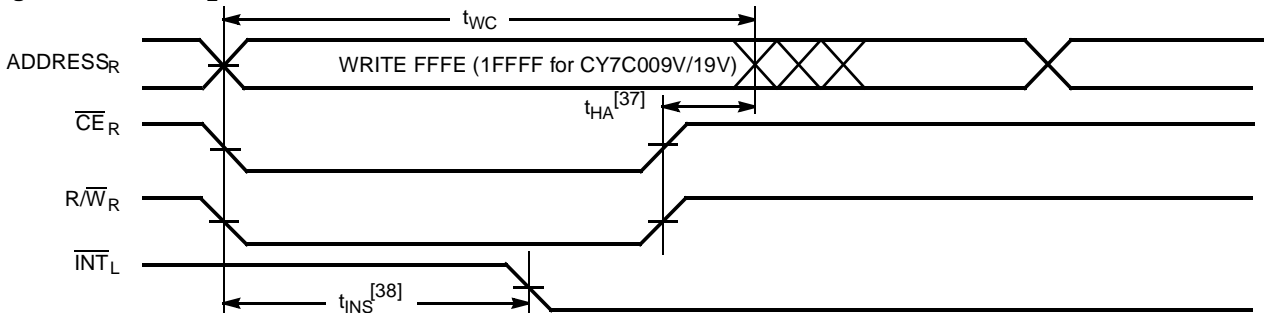 tWC
ADDRESSR
WRITE FFFE (1FFFF for CY7C009V/19V)
tHA[37]
CER
R/WR
INTL
tINS[38]